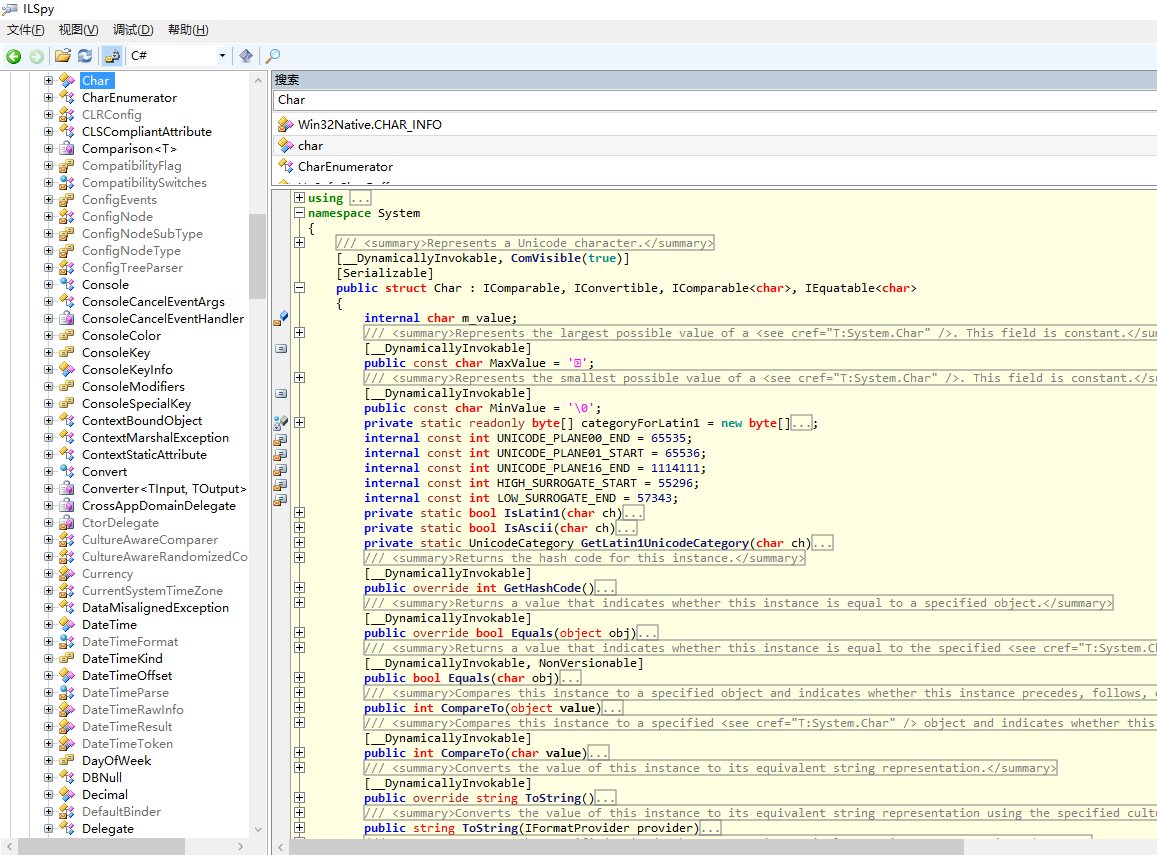 ILSpy
文件(F) 视图(V) 调试(D) 帮助(H)
C#
Char
CharEnumerator
CLRConfig
CLSCompliantAttribute
Comparison<T>
CompatibilityFlag
CompatibilitySwitches
ConfigEvents
ConfigNode
ConfigNodeSubType
ConfigNodeType
ConfigTreeParser
Console
ConsoleCancelEventArgs
ConsoleCancelEventHandler
ConsoleColor
ConsoleKey
ConsoleKeyInfo
ConsoleModifiers
ConsoleSpecialKey
ContextBoundObject
ContextMarshalException
ContextStaticAttribute
Convert
Converter<TInput, TOutput>
CrossAppDomainDelegate
CtorDelegate
CultureAwareComparer
CultureAwareRandomizedCo
Currency
CurrentSystemTimeZone
DataMisalignedException
DateTime
DateTimeFormat
DateTimeKind
DateTimeOffset
DateTimeParse
DateTimeRawInfo
DateTimeResult
DateTimeToken
DayOfWeek
DBNull
Decimal
DefaultBinder
Delegate
搜索
Char
Win32Native.CHAR_INFO
char
CharEnumerator
using ...
namespace System
{
/// <summary>Represents a Unicode character.</summary>
[__DynamicallyInvokable, ComVisible(true)]
[Serializable]
public struct Char : IComparable, IConvertible, IComparable<char>, IEquatable<char>
{
internal char m_value;
/// <summary>Represents the largest possible value of a <see cref="T:System.Char" />. This field is constant.</sum
[__DynamicallyInvokable]
public const char MaxValue = '';
/// <summary>Represents the smallest possible value of a <see cref="T:System.Char" />. This field is constant.</su
[__DynamicallyInvokable]
public const char MinValue = '\0';
private static readonly byte[] categoryForLatin1 = new byte[]...;
internal const int UNICODE_PLANE00_END = 65535;
internal const int UNICODE_PLANE01_START = 65536;
internal const int UNICODE_PLANE16_END = 1114111;
internal const int HIGH_SURROGATE_START = 55296;
internal const int LOW_SURROGATE_END = 57343;
private static bool IsLatin1(char ch)...
private static bool IsAscii(char ch)...
private static UnicodeCategory GetLatin1UnicodeCategory(char ch)...
/// <summary>Returns the hash code for this instance.</summary>
[__DynamicallyInvokable]
public override int GetHashCode()...
/// <summary>Returns a value that indicates whether this instance is equal to a specified object.</summary>
[__DynamicallyInvokable]
public override bool Equals(object obj)...
/// <summary>Returns a value that indicates whether this instance is equal to the specified <see cref="T:System.C
[__DynamicallyInvokable, NonVersionable]
public bool Equals(char obj)...
/// <summary>Compares this instance to a specified object and indicates whether this instance precedes, follows,
public int CompareTo(object value)...
/// <summary>Compares this instance to a specified <see cref="T:System.Char" /> object and indicates whether this
[__DynamicallyInvokable]
public int CompareTo(char value)...
/// <summary>Converts the value of this instance to its equivalent string representation.</summary>
[__DynamicallyInvokable]
public override string ToString()...
/// <summary>Converts the value of this instance to its equivalent string representation using the specified cult
public string ToString(IFormatProvider provider)...